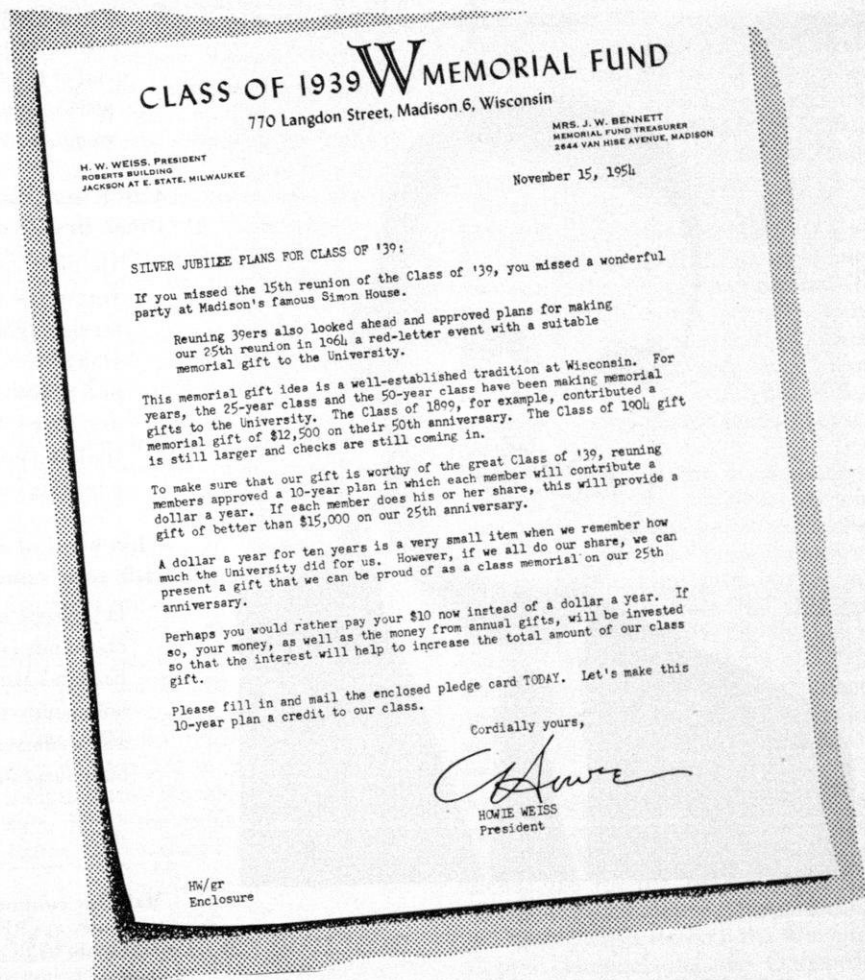 CLASS OF 1939 W MEMORIAL FUND
770 Langdon Street, Madison 6, Wisconsin
H. W. WEISS, PRESIDENT
ROBERTS BUILDING
JACKSON AT E. STATE, MILWAUKEE
MRS. J. W. BENNETT
MEMORIAL FUND TREASURER
2644 VAN HISE AVENUE, MADISON
November 15, 1954
SILVER JUBILEE PLANS FOR CLASS OF '39:
If you missed the 15th reunion of the Class of '39, you missed a wonderful
party at Madison's famous Simon House.
Reuning 39ers also looked ahead and approved plans for making
our 25th reunion in 1964 a red-letter event with a suitable
memorial gift to the University.
This memorial gift idea is a well-established tradition at Wisconsin. For
years, the 25-year class and the 50-year class have been making memorial
gifts to the University. The Class of 1899, for example, contributed a
memorial gift of $12,500 on their 50th anniversary. The Class of 1904 gift
is still larger and checks are still coming in.
To make sure that our gift is worthy of the great Class of '39, reuning
members approved a 10-year plan in which each member will contribute a
dollar a year. If each member does his or her share, this will provide a
gift of better than $15,000 on our 25th anniversary.
A dollar a year for ten years is a very small item when we remember how
much the University did for us. However, if we all do our share, we can
present a gift that we can be proud of as a class memorial on our 25th
anniversary.
Perhaps you would rather pay your $10 now instead of a dollar a year. If
so, your money, as well as the money from annual gifts, will be invested
so that the interest will help to increase the total amount of our class
gift.
Please fill in and mail the enclosed pledge card TODAY. Let's make this
10-year plan a credit to our class.
Cordially yours,
Howie
HOWIE WEISS
President
HW/gr
Enclosure